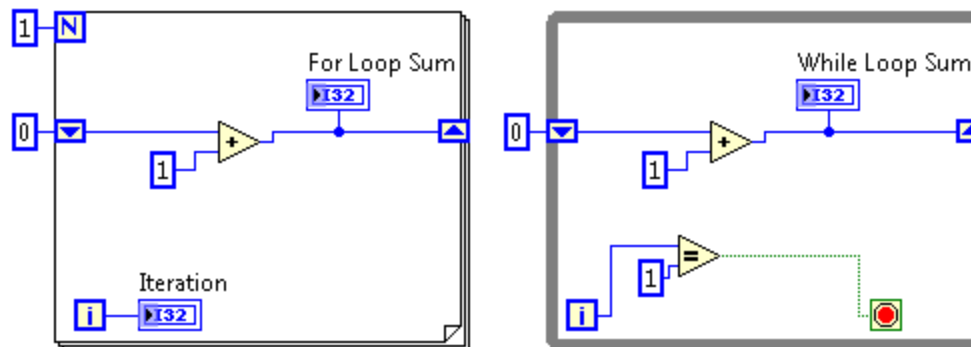 1 N
For Loop Sum
I32
0
+
1
Iteration
i
I32
While Loop Sum
I32
0
+
1
=
1
i